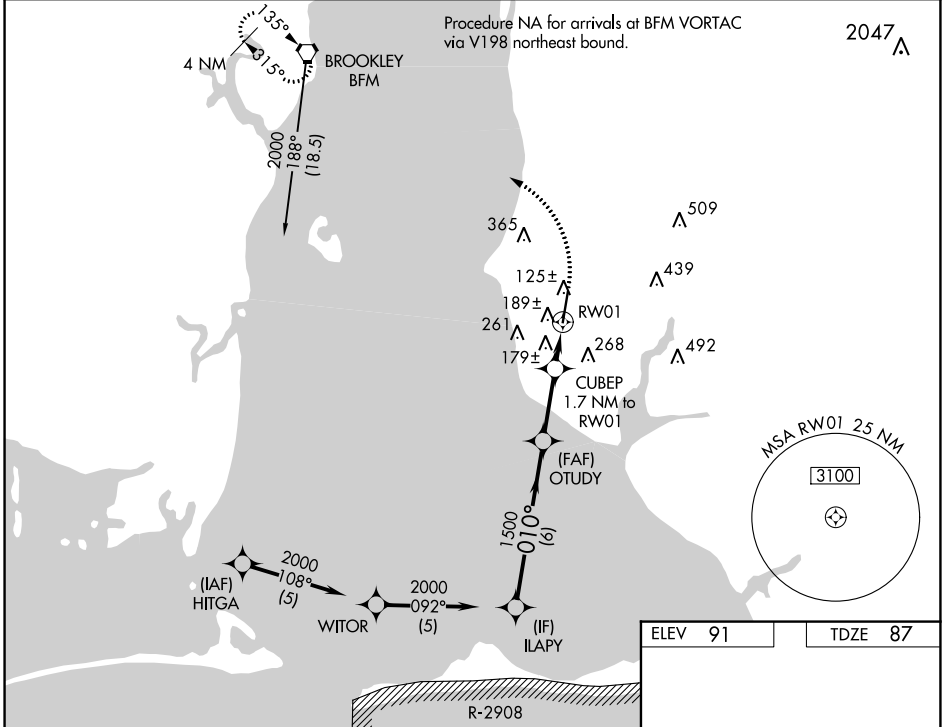 Procedure NA for arrivals at BFM VORTAC
via V198 northeast bound.
2047
135°
315°
4 NM
BROOKLEY
BFM
2000
188°
(18.5)
365
509
125±
439
189±
RW01
261
179±
268
492
CUBEP
1.7 NM to
RW01
MSA RW01 25 NM
3100
(FAF)
OTUDY
1500
010°
(6)
2000
108°
(5)
(IAF)
HITGA
2000
092°
(5)
WITOR
(IF)
ILAPY
ELEV 91
TDZE 87
R-2908